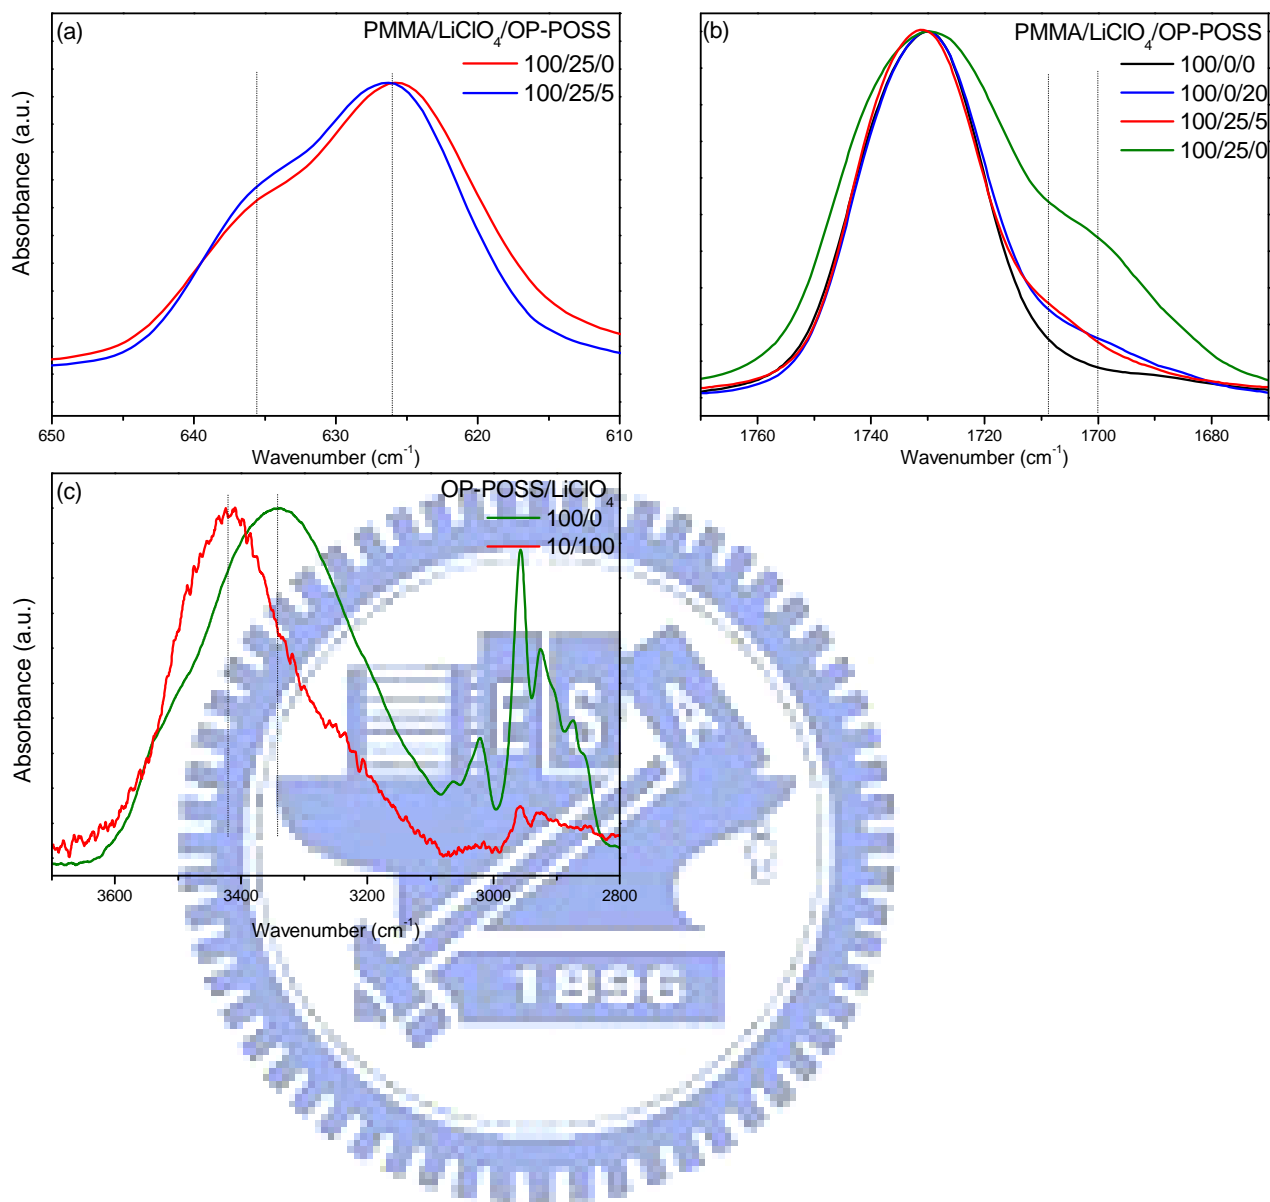 (a)
PMMA/LiClO4/OP-POSS
100/25/0
100/25/5
Absorbance (a.u.)
650 640 630 620 610
Wavenumber (cm-1)
(b)
PMMA/LiClO4/OP-POSS
100/0/0
100/0/20
100/25/5
100/25/0
Absorbance (a.u.)
1760 1740 1720 1700 1680
Wavenumber (cm-1)
(c)
OP-POSS/LiClO4
100/0
10/100
Absorbance (a.u.)
3600 3400 3200 3000 2800
Wavenumber (cm-1)
E S A
1896